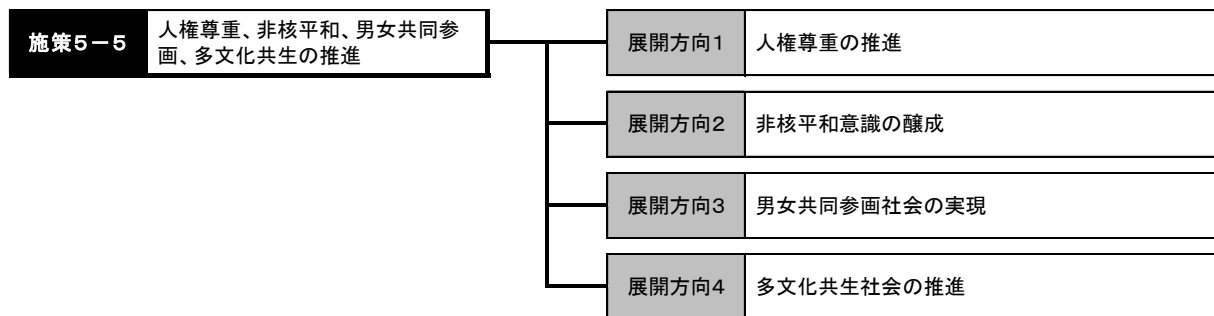 施策5－5
人権尊重、非核平和、男女共同参
画、多文化共生の推進
展開方向1
人権尊重の推進
展開方向2
非核平和意識の醸成
展開方向3
男女共同参画社会の実現
展開方向4
多文化共生社会の推進